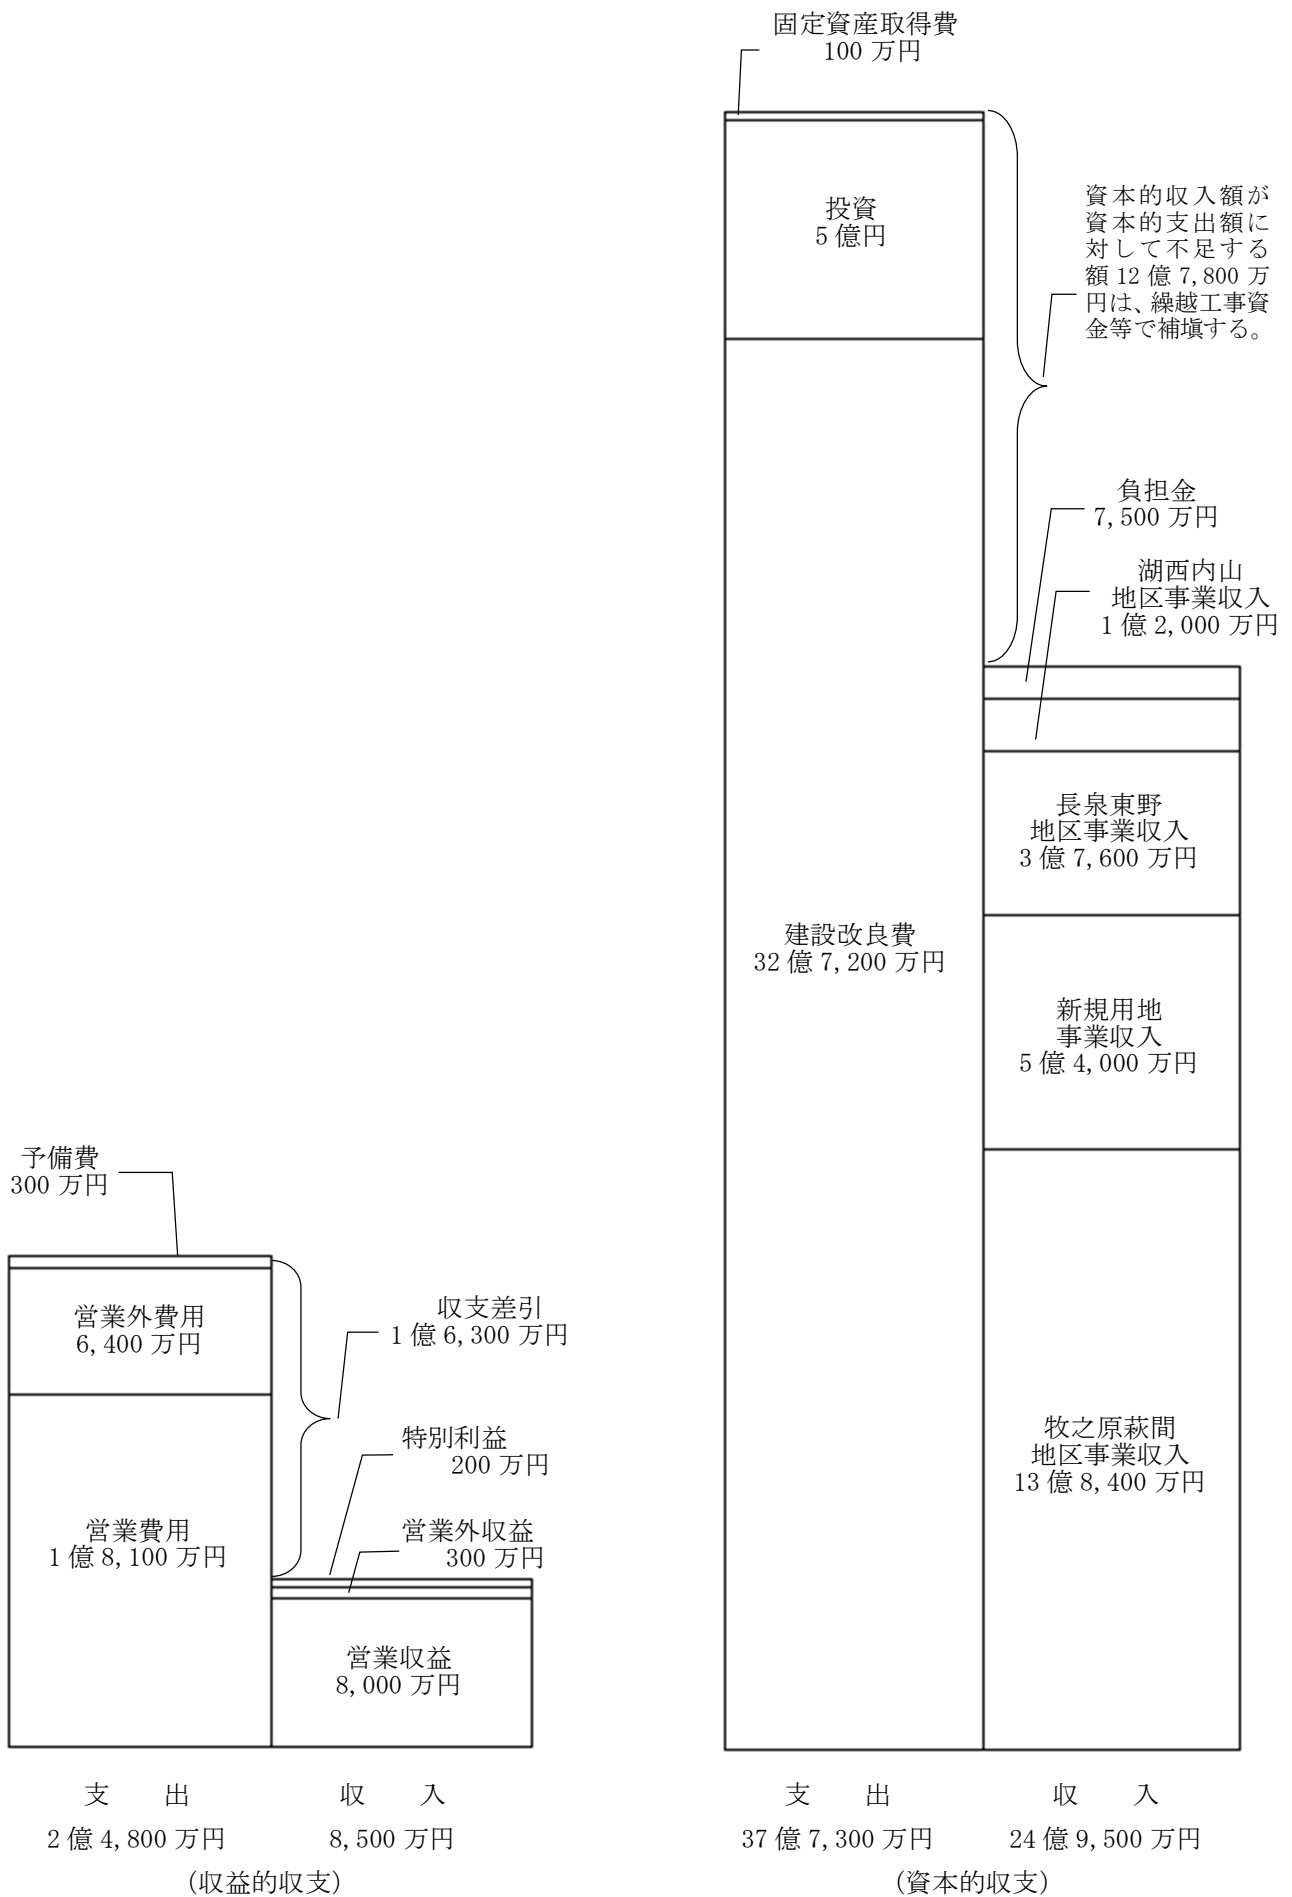 固定資産取得費
100 万円
投資
5 億円
資本的収入額が
資本的支出額に
対して不足する
額 12 億 7,800 万
円は、繰越工事資
金等で補塡する。
負担金
7,500 万円
湖西内山
地区事業収入
1 億 2,000 万円
長泉東野
地区事業収入
3 億 7,600 万円
建設改良費
32 億 7,200 万円
新規用地
事業収入
5 億 4,000 万円
牧之原萩間
地区事業収入
13 億 8,400 万円
予備費
300 万円
営業外費用
6,400 万円
収支差引
1 億 6,300 万円
特別利益
200 万円
営業費用
1 億 8,100 万円
営業外収益
300 万円
営業収益
8,000 万円
支 出
収 入
2 億 4,800 万円
8,500 万円
(収益的収支)
支 出
収 入
37 億 7,300 万円
24 億 9,500 万円
(資本的収支)